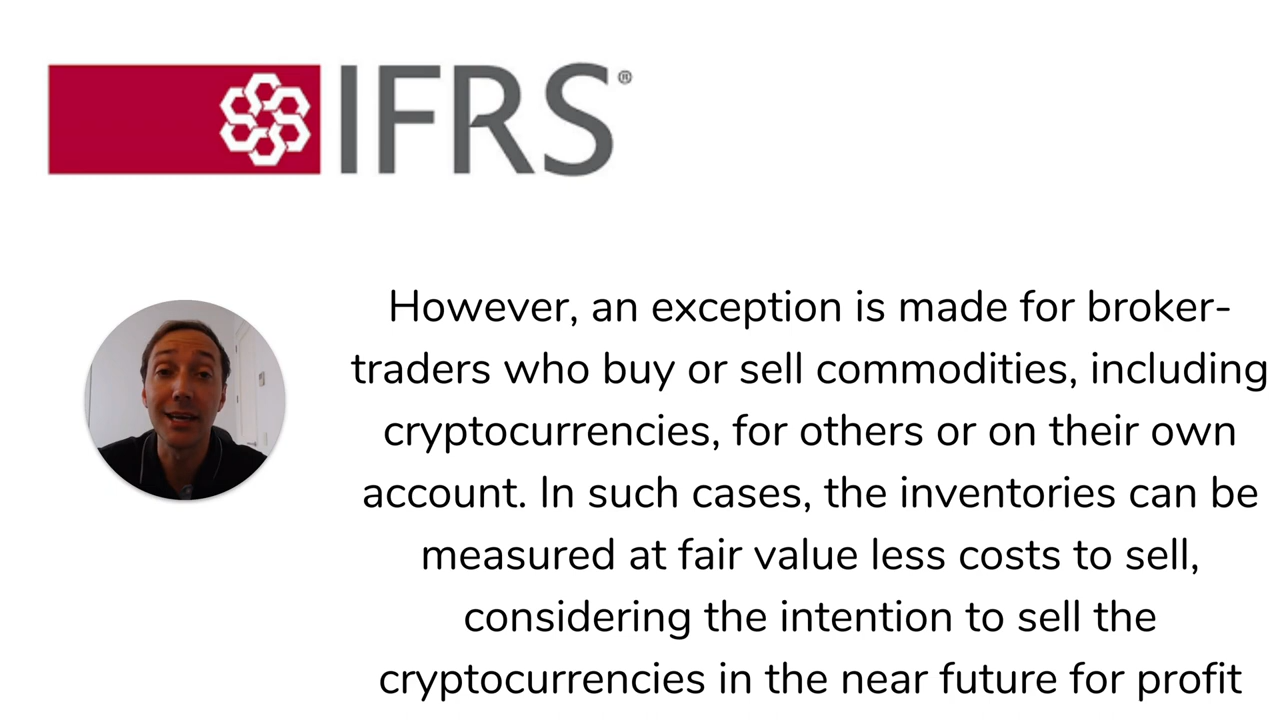 IFRS®
However, an exception is made for broker-
traders who buy or sell commodities, including
cryptocurrencies, for others or on their own
account. In such cases, the inventories can be
measured at fair value less costs to sell,
considering the intention to sell the
cryptocurrencies in the near future for profit